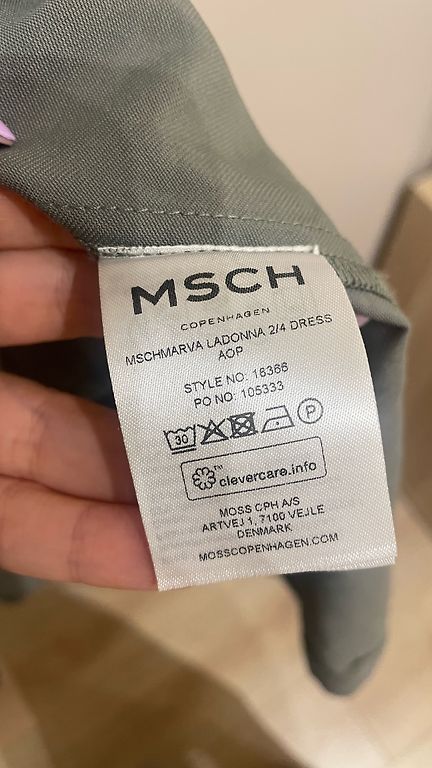 MSCH
COPENHAGEN
MSCHMARVA LADONNA 2/4 DRESS
AOP
STYLE NO: 18366
PO NO: 105333
30 P
clevercare.info
MOSS CPH A/S
ARTVEJ 1, 7100 VEJLE
DENMARK
MOSSCOPENHAGEN.COM